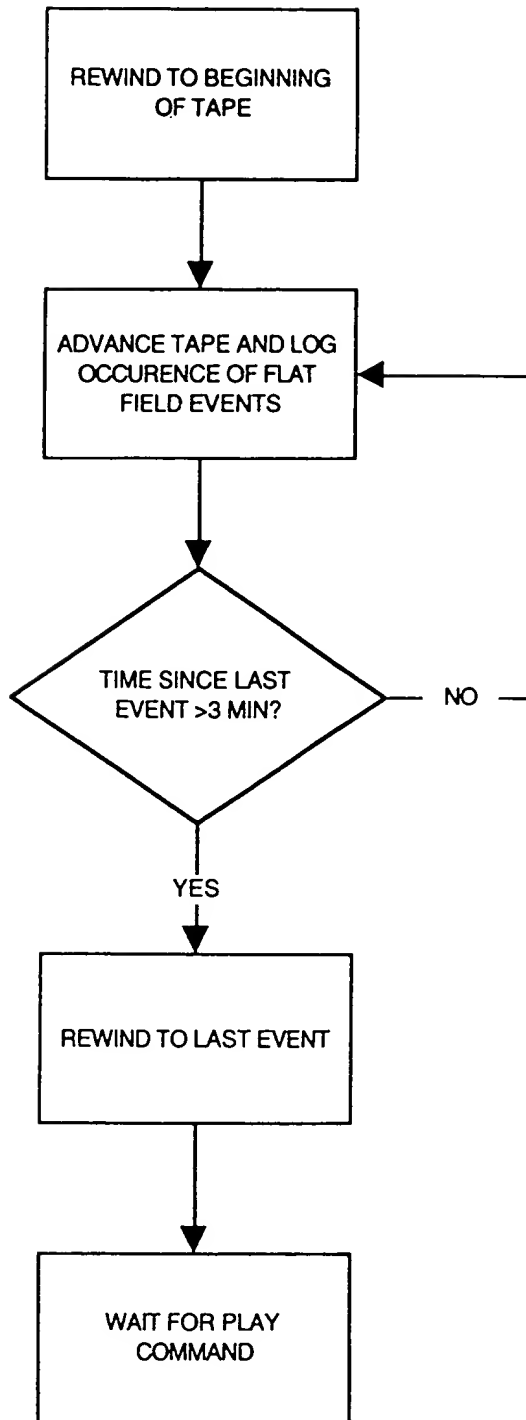 REWIND TO BEGINNING
OF TAPE
ADVANCE TAPE AND LOG
OCCURENCE OF FLAT
FIELD EVENTS
TIME SINCE LAST
EVENT >3 MIN?
NO
YES
REWIND TO LAST EVENT
WAIT FOR PLAY
COMMAND